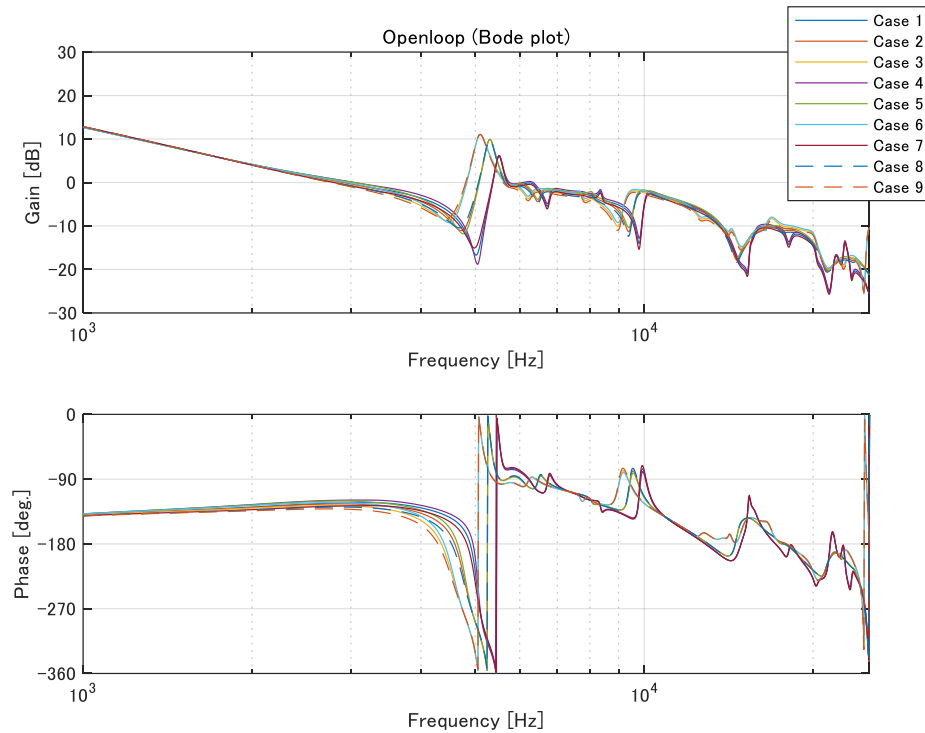 Openloop (Bode plot)
Case 1
Case 2
Case 3
Case 4
Case 5
Case 6
Case 7
Case 8
Case 9
30
20
10
0
-10
-20
-30
Gain [dB]
10^3
10^4
Frequency [Hz]
0
-90
-180
-270
-360
Phase [deg.]
10^3
10^4
Frequency [Hz]